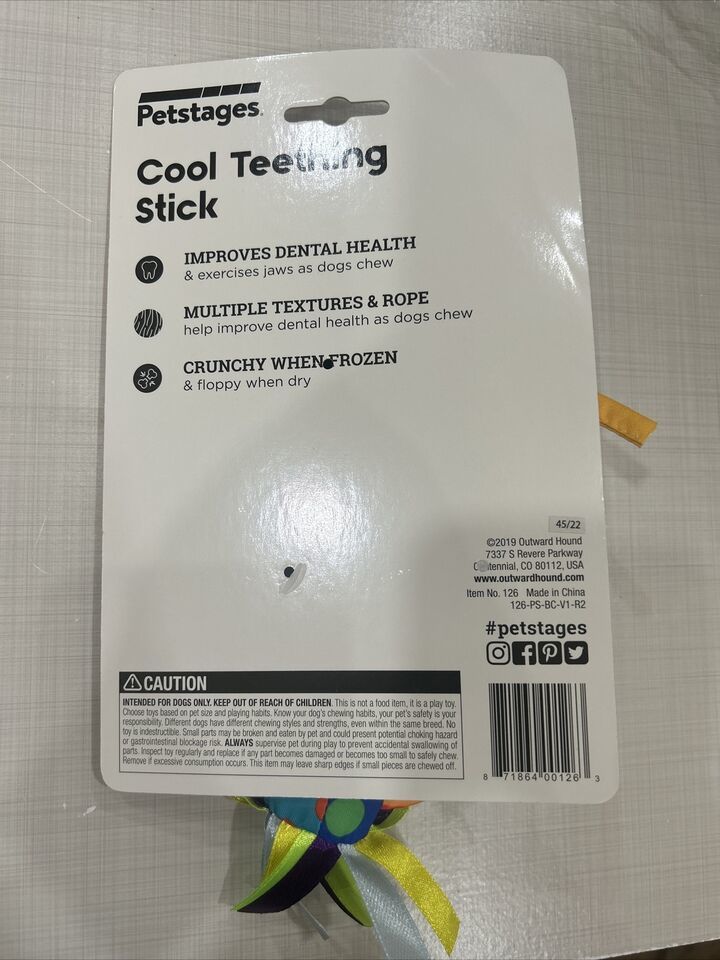 Petstages
Cool Teething
Stick
IMPROVES DENTAL HEALTH
& exercises jaws as dogs chew
MULTIPLE TEXTURES & ROPE
help improve dental health as dogs chew
CRUNCHY WHEN FROZEN
& floppy when dry
45/22
©2019 Outward Hound
7337 S Revere Parkway
Centennial, CO 80112, USA
www.outwardhound.com
Item No. 126 Made in China
126-PS-BC-V1-R2
#petstages
CAUTION
INTENDED FOR DOGS ONLY. KEEP OUT OF REACH OF CHILDREN. This is not a food item, it is a play toy.
Choose toys based on pet size and playing habits. Know your dog's chewing habits, your pet's safety is your
responsibility. Different dogs have different chewing styles and strengths, even within the same breed. No
toy is indestructible. Small parts may be broken and eaten by pet and could present potential choking hazard
or gastrointestinal blockage risk. ALWAYS supervise pet during play to prevent accidental swallowing of
parts. Inspect toy regularly and replace if any part becomes damaged or becomes too small to safely chew.
Remove if excessive consumption occurs. This item may leave sharp edges if small pieces are chewed off.
8 71864 00126 3